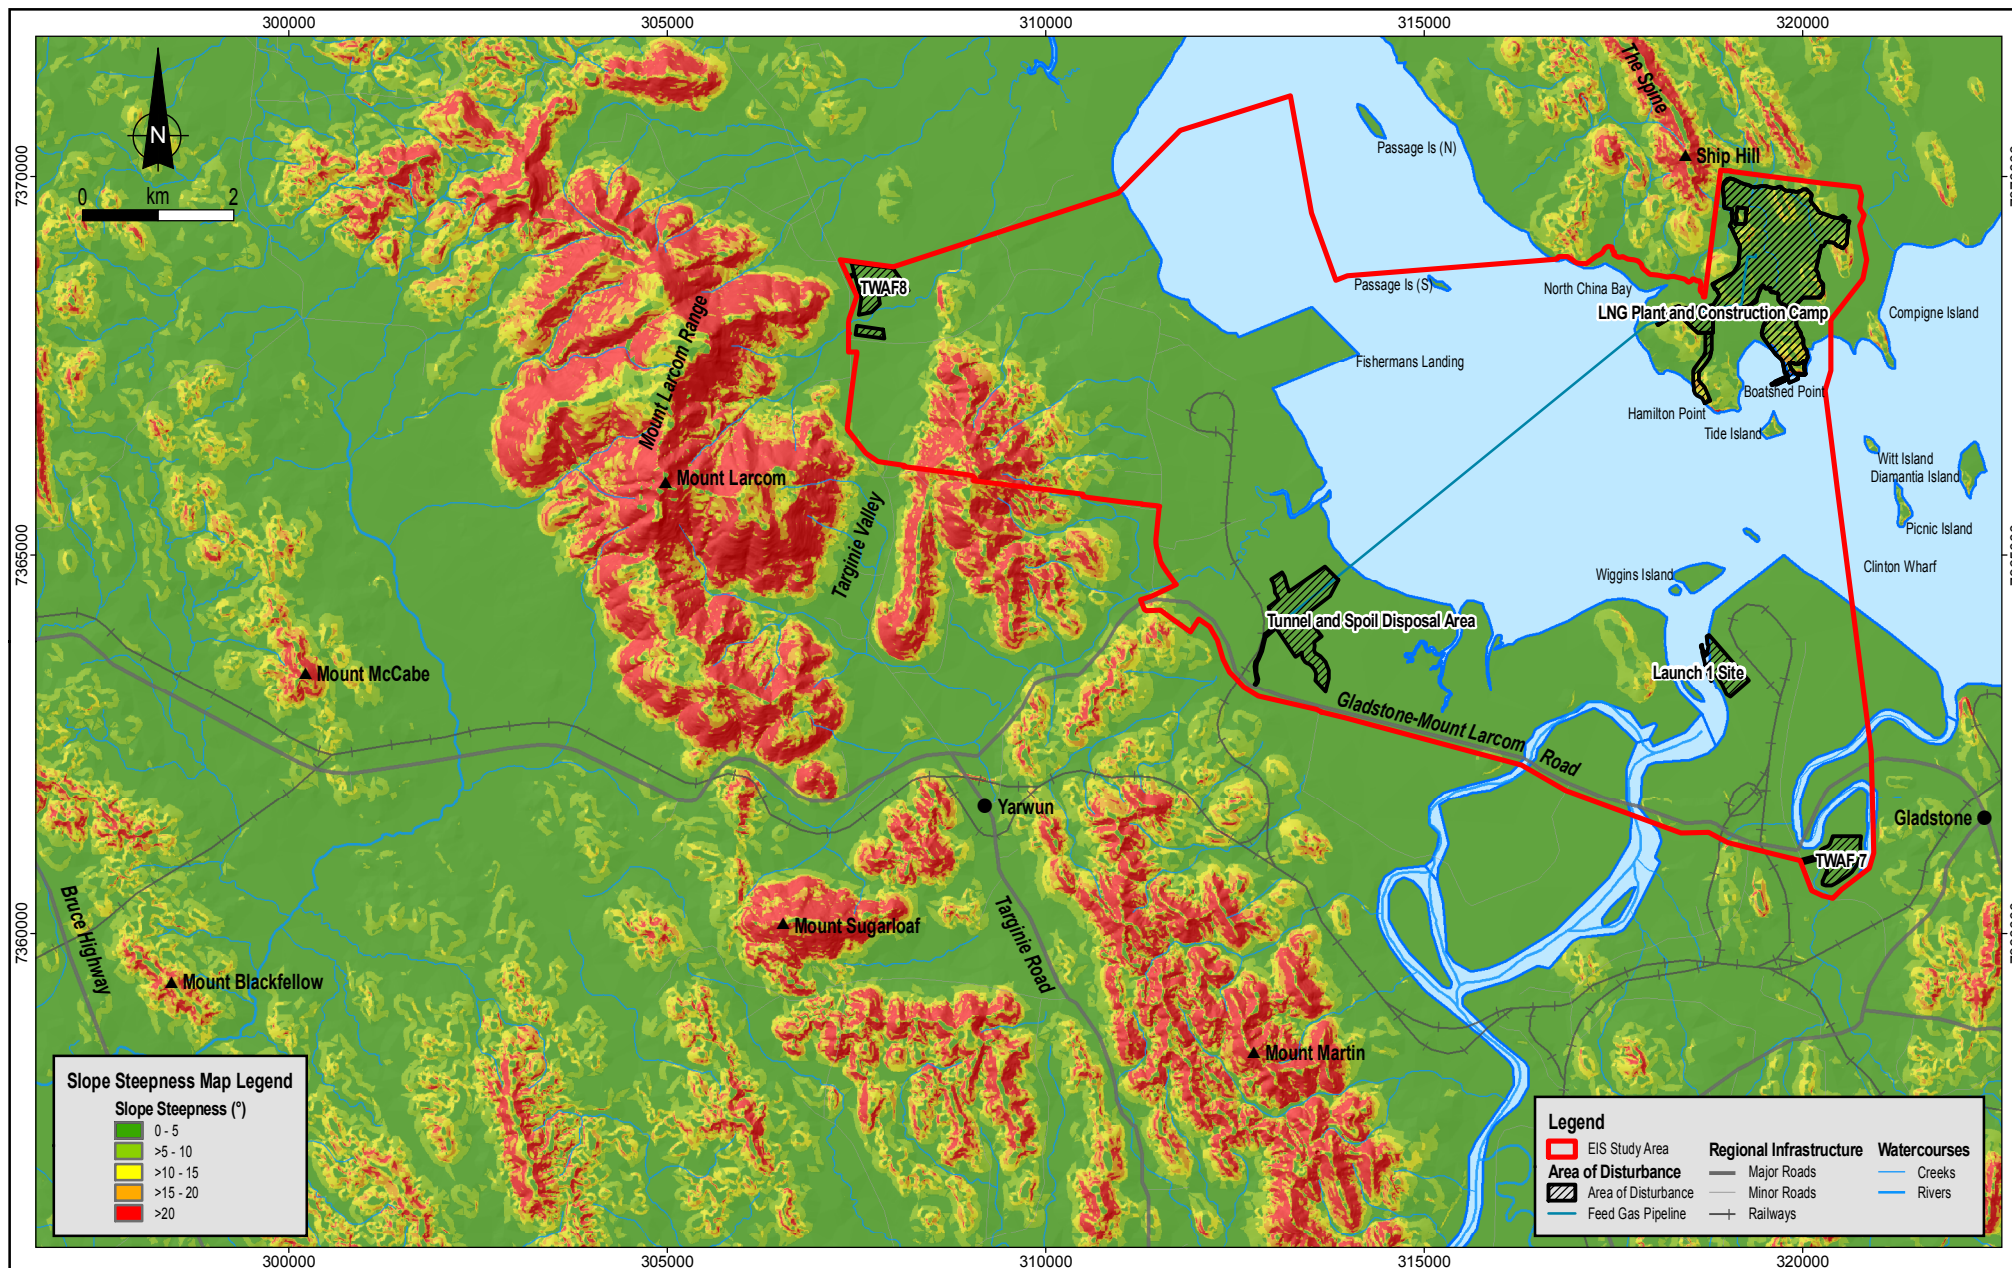 300000
305000
310000
315000
320000
The Spine
Passage Is (N)
Ship Hill
N
7370000
0 km 2
TWAF8
Passage Is (S)
North China Bay
LNG Plant and Construction Camp
Compigne Island
Mount Larcom Range
Fishermans Landing
Boatshed Point
Hamilton Point
Tide Island
Witt Island
Diamantia Island
Mount Larcom
Picnic Island
Targinie Valley
7365000
Clinton Wharf
Wiggins Island
Tunnel and Spoil Disposal Area
Launch 1 Site
Mount McCabe
Gladstone-Mount Larcom Road
Yarwun
Gladstone
TWAF 7
Bruce Highway
Mount Sugarloaf
Targinie Road
7360000
Mount Blackfellow
Mount Martin
Slope Steepness Map Legend
Slope Steepness (°)
0 - 5
>5 - 10
>10 - 15
>15 - 20
>20
Legend
EIS Study Area
Area of Disturbance
Area of Disturbance
Feed Gas Pipeline
Regional Infrastructure
Major Roads
Minor Roads
Railways
Watercourses
Creeks
Rivers
300000
305000
310000
315000
320000